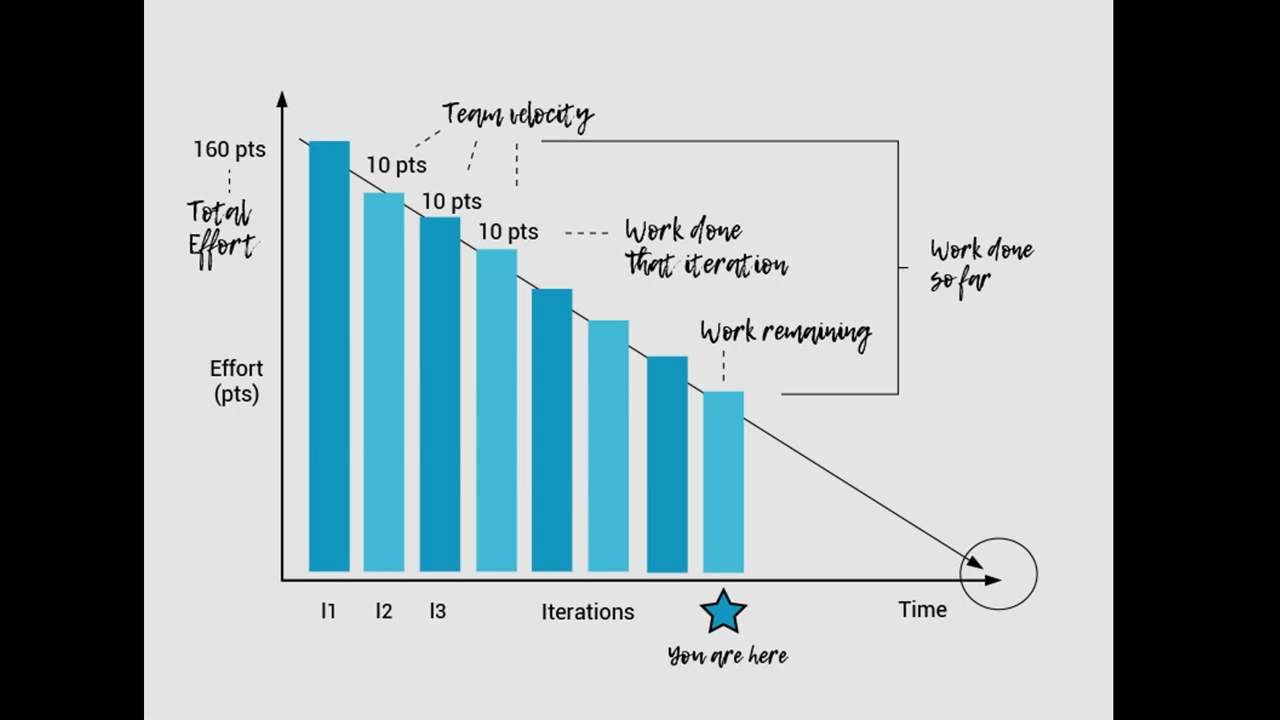 Team velocity
160 pts
10 pts
10 pts
10 pts
Total
Effort
Work done
that iteration
Work done
so far
Work remaining
Effort
(pts)
I1
I2
I3
Iterations
Time
You are here